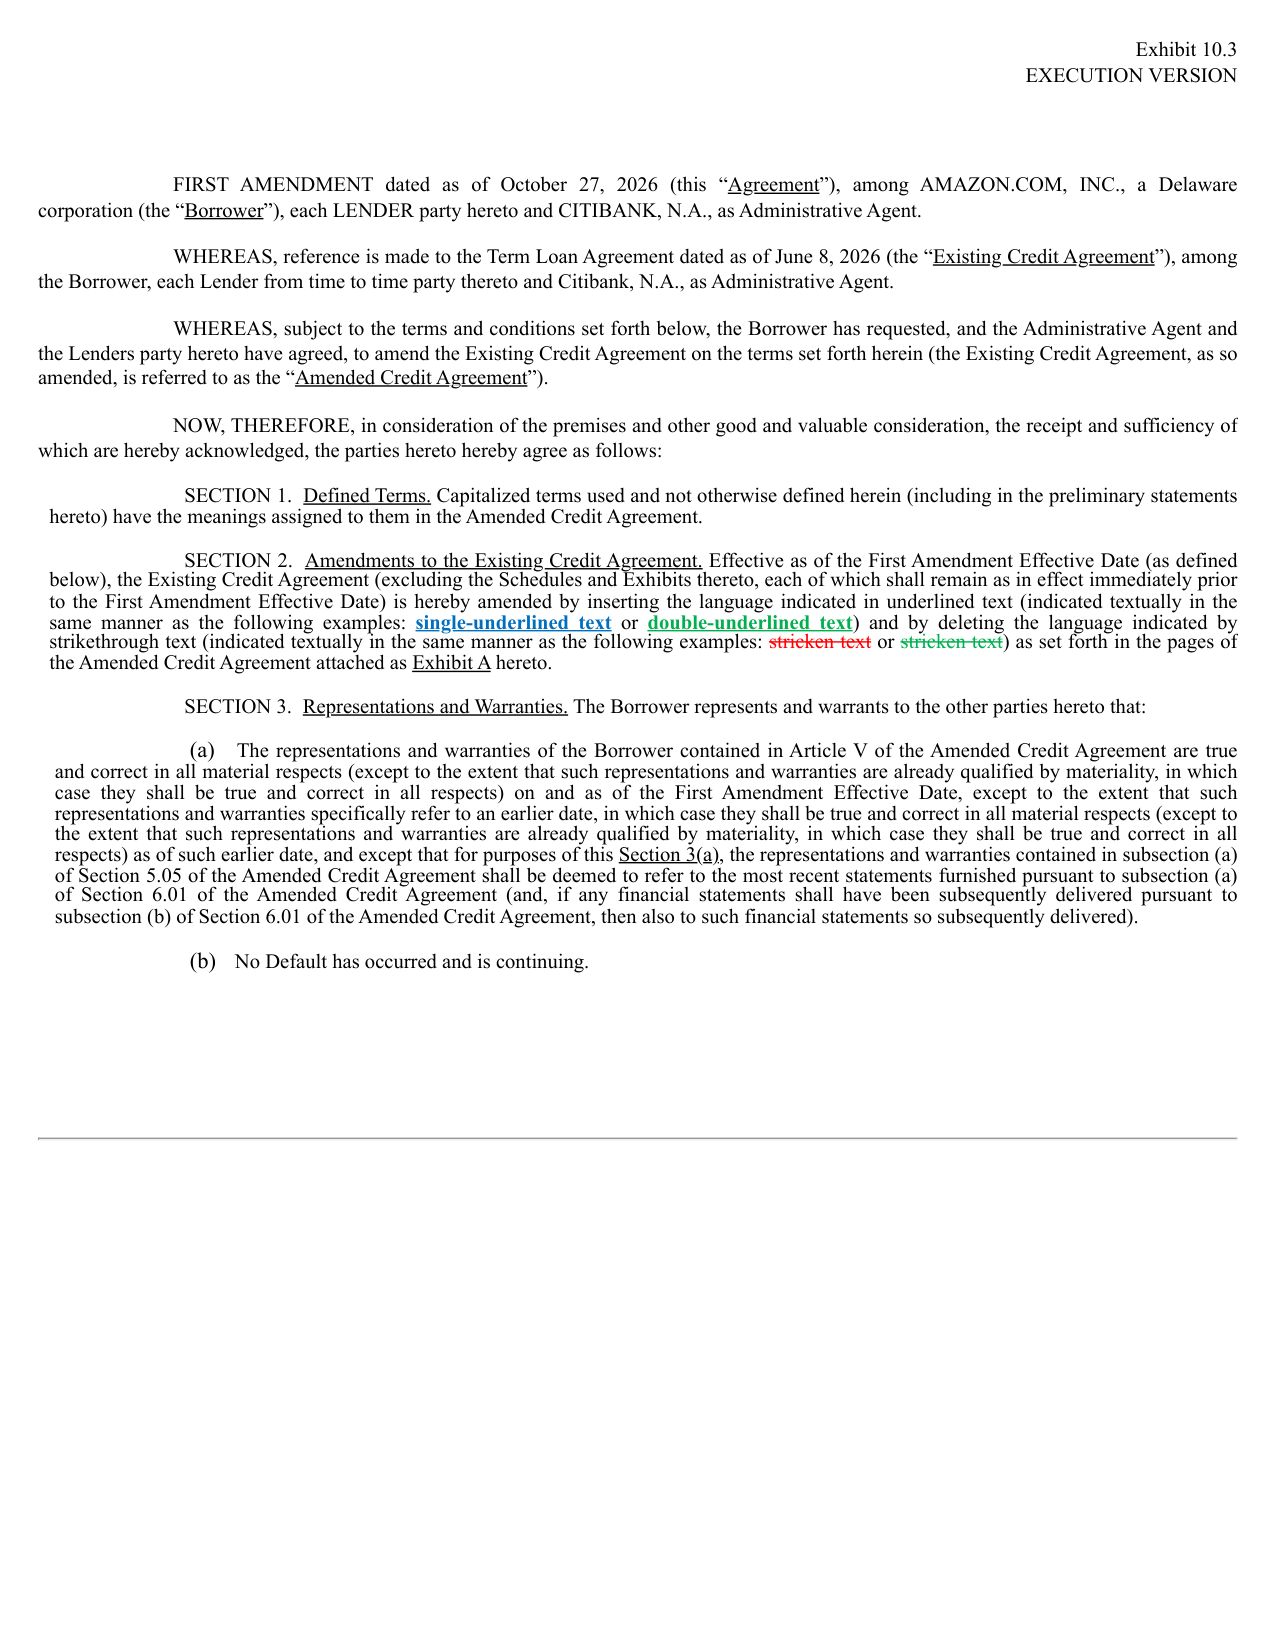 Exhibit 10.3
EXECUTION VERSION
FIRST AMENDMENT dated as of October 27, 2026 (this “Agreement”), among AMAZON.COM, INC., a Delaware
corporation (the “Borrower”), each LENDER party hereto and CITIBANK, N.A., as Administrative Agent.
WHEREAS, reference is made to the Term Loan Agreement dated as of June 8, 2026 (the “Existing Credit Agreement”), among
the Borrower, each Lender from time to time party thereto and Citibank, N.A., as Administrative Agent.
WHEREAS, subject to the terms and conditions set forth below, the Borrower has requested, and the Administrative Agent and
the Lenders party hereto have agreed, to amend the Existing Credit Agreement on the terms set forth herein (the Existing Credit Agreement, as so
amended, is referred to as the “Amended Credit Agreement”).
NOW, THEREFORE, in consideration of the premises and other good and valuable consideration, the receipt and sufficiency of
which are hereby acknowledged, the parties hereto hereby agree as follows:
SECTION 1. Defined Terms. Capitalized terms used and not otherwise defined herein (including in the preliminary statements
hereto) have the meanings assigned to them in the Amended Credit Agreement.
SECTION 2. Amendments to the Existing Credit Agreement. Effective as of the First Amendment Effective Date (as defined
below), the Existing Credit Agreement (excluding the Schedules and Exhibits thereto, each of which shall remain as in effect immediately prior
to the First Amendment Effective Date) is hereby amended by inserting the language indicated in underlined text (indicated textually in the
same manner as the following examples: single-underlined text or double-underlined text) and by deleting the language indicated by
strikethrough text (indicated textually in the same manner as the following examples: stricken text or stricken text) as set forth in the pages of
the Amended Credit Agreement attached as Exhibit A hereto.
SECTION 3. Representations and Warranties. The Borrower represents and warrants to the other parties hereto that:
(a) The representations and warranties of the Borrower contained in Article V of the Amended Credit Agreement are true
and correct in all material respects (except to the extent that such representations and warranties are already qualified by materiality, in which
case they shall be true and correct in all respects) on and as of the First Amendment Effective Date, except to the extent that such
representations and warranties specifically refer to an earlier date, in which case they shall be true and correct in all material respects (except to
the extent that such representations and warranties are already qualified by materiality, in which case they shall be true and correct in all
respects) as of such earlier date, and except that for purposes of this Section 3(a), the representations and warranties contained in subsection (a)
of Section 5.05 of the Amended Credit Agreement shall be deemed to refer to the most recent statements furnished pursuant to subsection (a)
of Section 6.01 of the Amended Credit Agreement (and, if any financial statements shall have been subsequently delivered pursuant to
subsection (b) of Section 6.01 of the Amended Credit Agreement, then also to such financial statements so subsequently delivered).
(b) No Default has occurred and is continuing.